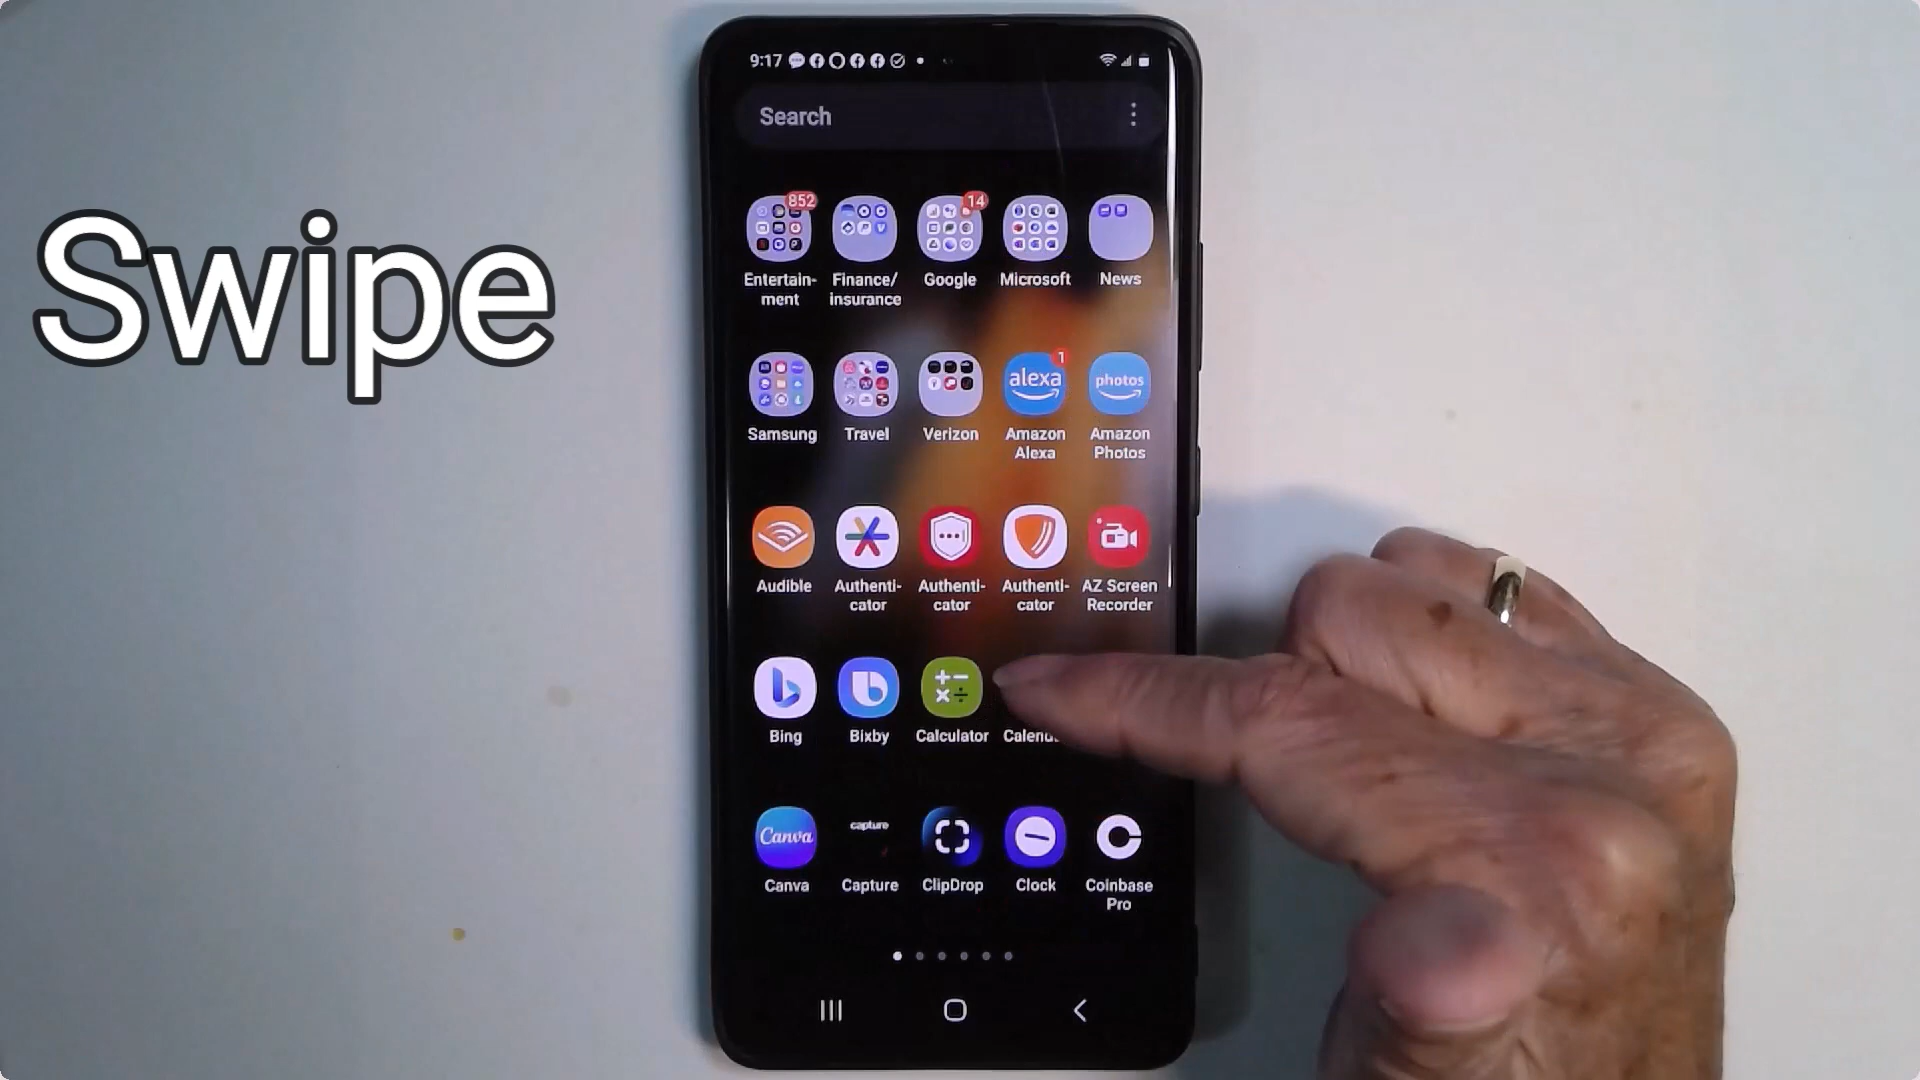 Swipe
9:17
Search
852
14
Entertain-
ment
Finance/
insurance
Google
Microsoft
News
alexa
1
photos
Samsung
Travel
Verizon
Amazon
Alexa
Amazon
Photos
Audible
Authenti-
cator
Authenti-
cator
Authenti-
cator
AZ Screen
Recorder
Bing
Bixby
Calculator
Calen
Canva
capture
Canva
Capture
ClipDrop
Clock
Coinbase
Pro